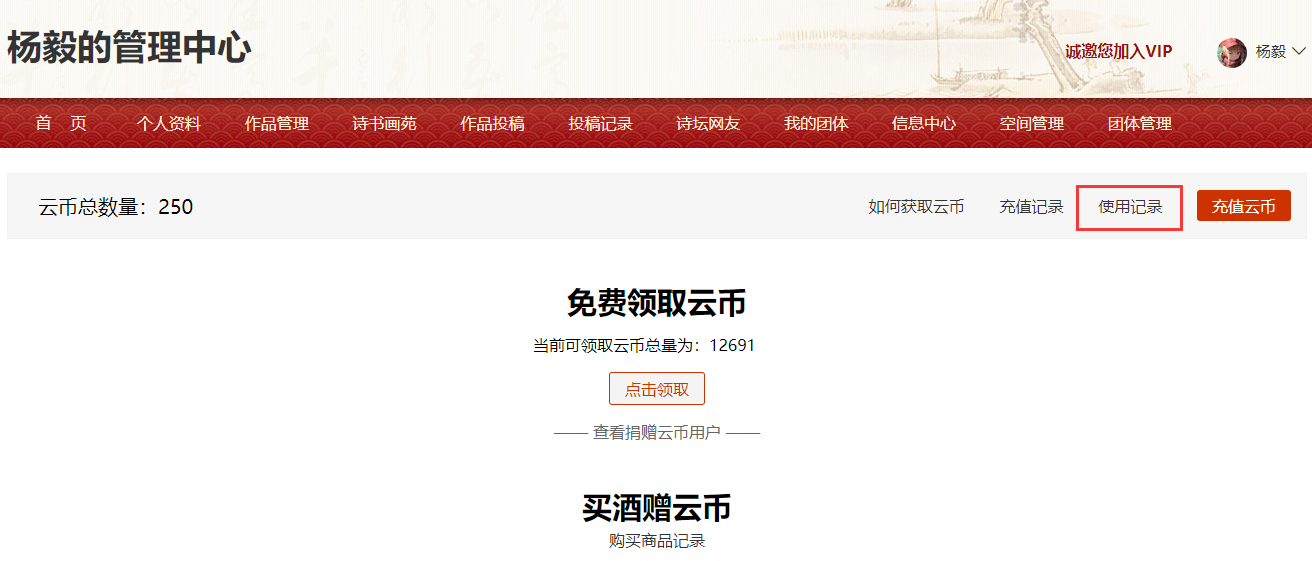 杨毅的管理中心
诚邀您加入VIP 杨毅
首 页 个人资料 作品管理 诗书画苑 作品投稿 投稿记录 诗坛网友 我的团体 信息中心 空间管理 团体管理
云币总数量：250 如何获取云币 充值记录 使用记录 充值云币
免费领取云币
当前可领取云币总量为：12691
点击领取
—— 查看捐赠云币用户 ——
买酒赠云币
购买商品记录